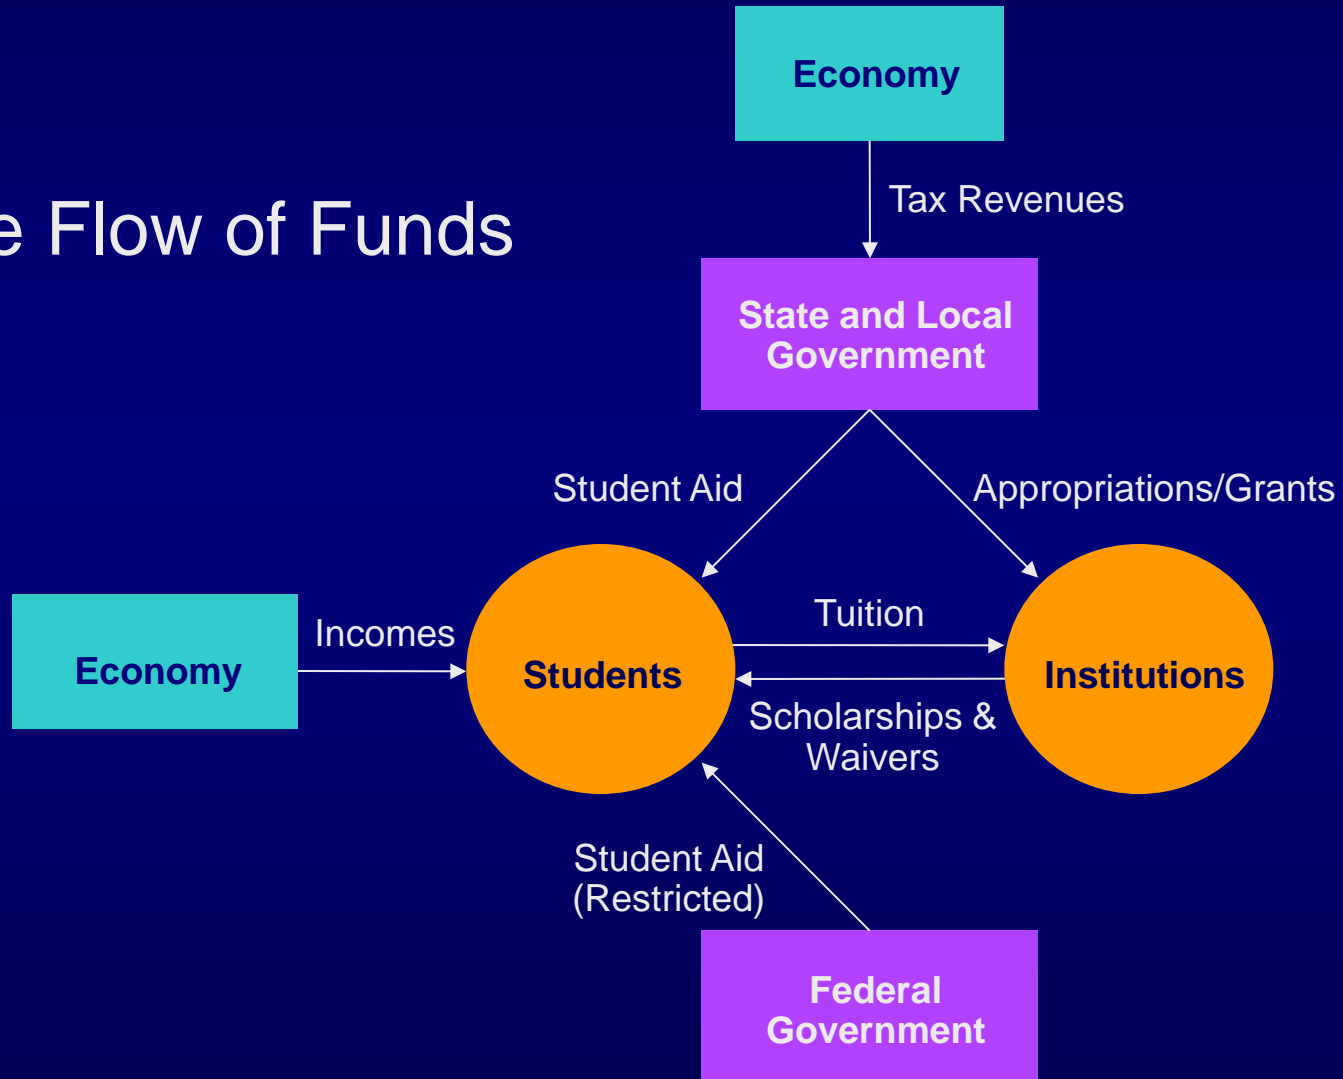 Economy
Tax Revenues
e Flow of Funds
State and Local
Government
Student Aid
Appropriations/Grants
Incomes
Tuition
Economy
Students
Institutions
Scholarships &
Waivers
Student Aid
(Restricted)
Federal
Government